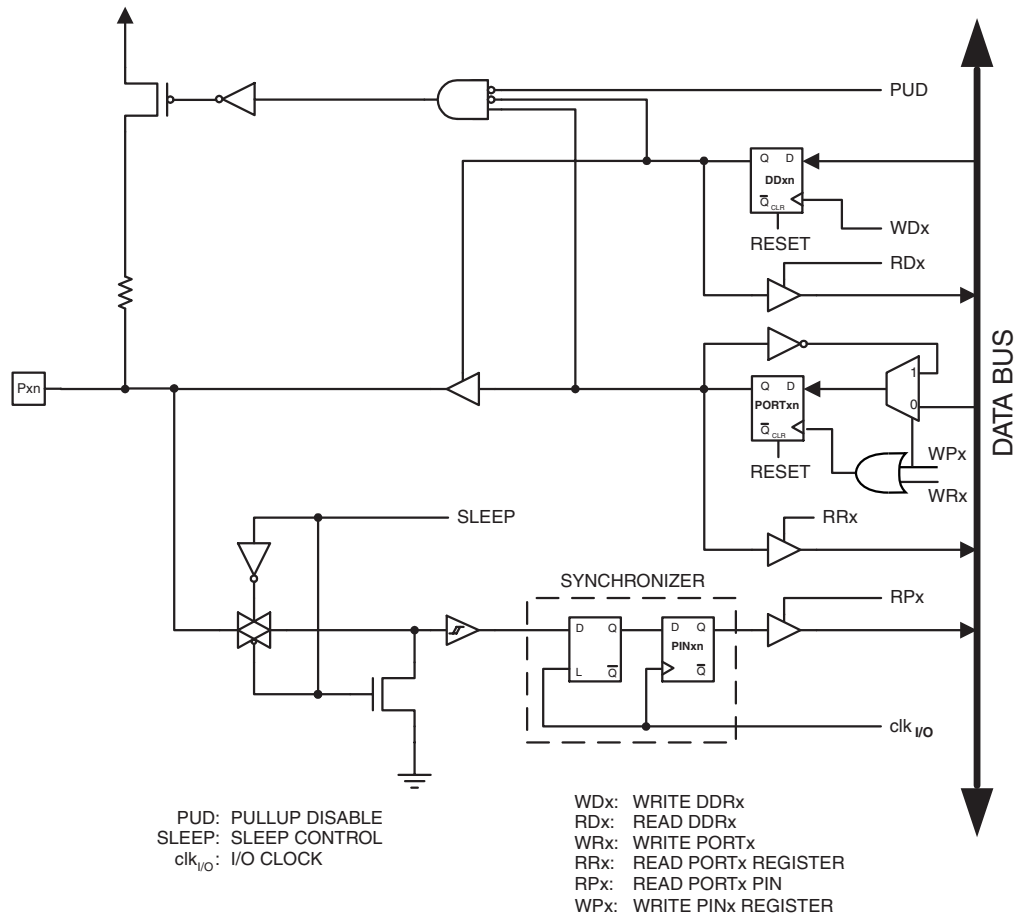 PUD
Q D
DDxn
Q CLR
WDx
RESET
RDx
Pxn
1
Q D
0
PORTxn
Q CLR
DATA BUS
WPx
RESET
WRx
SLEEP
RRx
SYNCHRONIZER
RPx
D Q
D Q
PINxn
L Q
Q
clk I/O
PUD: PULLUP DISABLE
SLEEP: SLEEP CONTROL
clkI/O: I/O CLOCK
WDx: WRITE DDRx
RDx: READ DDRx
WRx: WRITE PORTx
RRx: READ PORTx REGISTER
RPx: READ PORTx PIN
WPx: WRITE PINx REGISTER